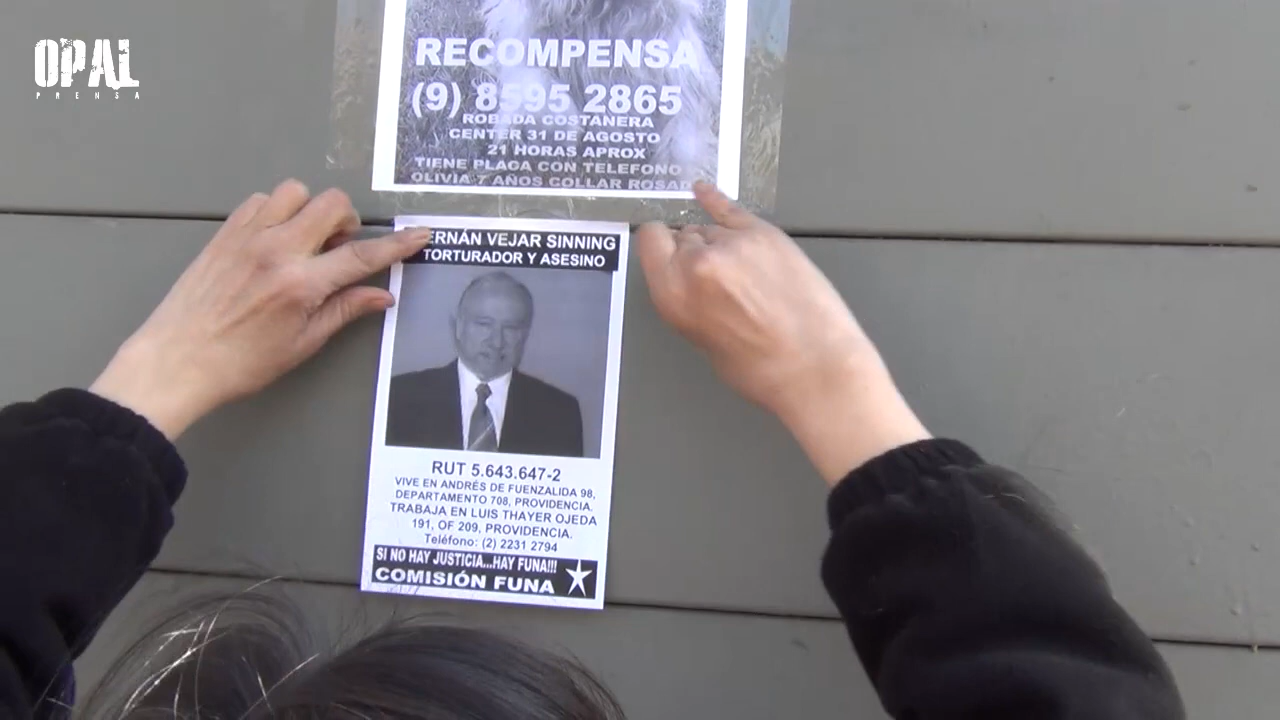 OPAL
PRENSA
RECOMPENSA
(9) 8595 2865
ROBADA COSTANERA
CENTER 31 DE AGOSTO
21 HORAS APROX
TIENE PLACA CON TELEFONO
OLIVIA 7 AÑOS COLLAR ROSAD
ERNÁN VEJAR SINNING
TORTURADOR Y ASESINO
RUT 5.643.647-2
VIVE EN ANDRÉS DE FUENZALIDA 98,
DEPARTAMENTO 708, PROVIDENCIA.
TRABAJA EN LUIS THAYER OJEDA
191, OF 209, PROVIDENCIA.
Teléfono: (2) 2231 2794
SI NO HAY JUSTICIA...HAY FUNA!!!
COMISIÓN FUNA